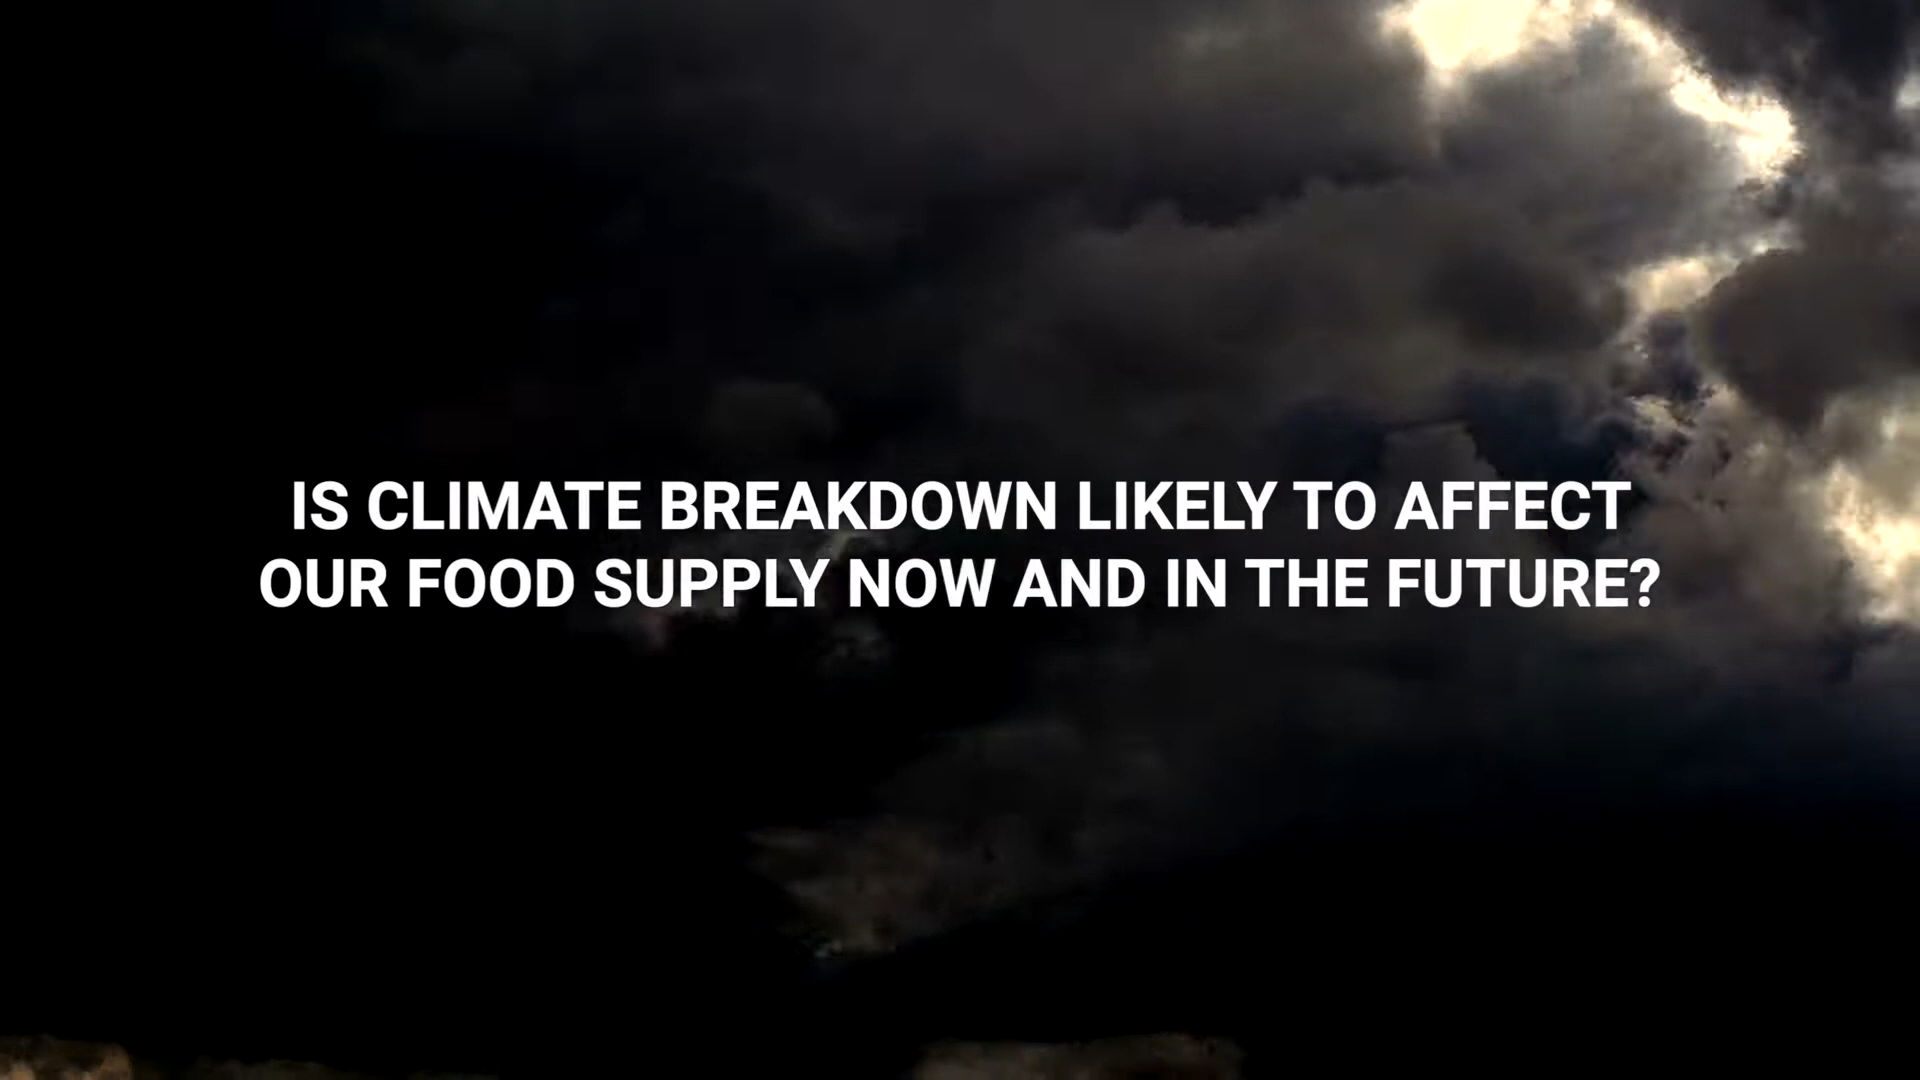 IS CLIMATE BREAKDOWN LIKELY TO AFFECT
OUR FOOD SUPPLY NOW AND IN THE FUTURE?